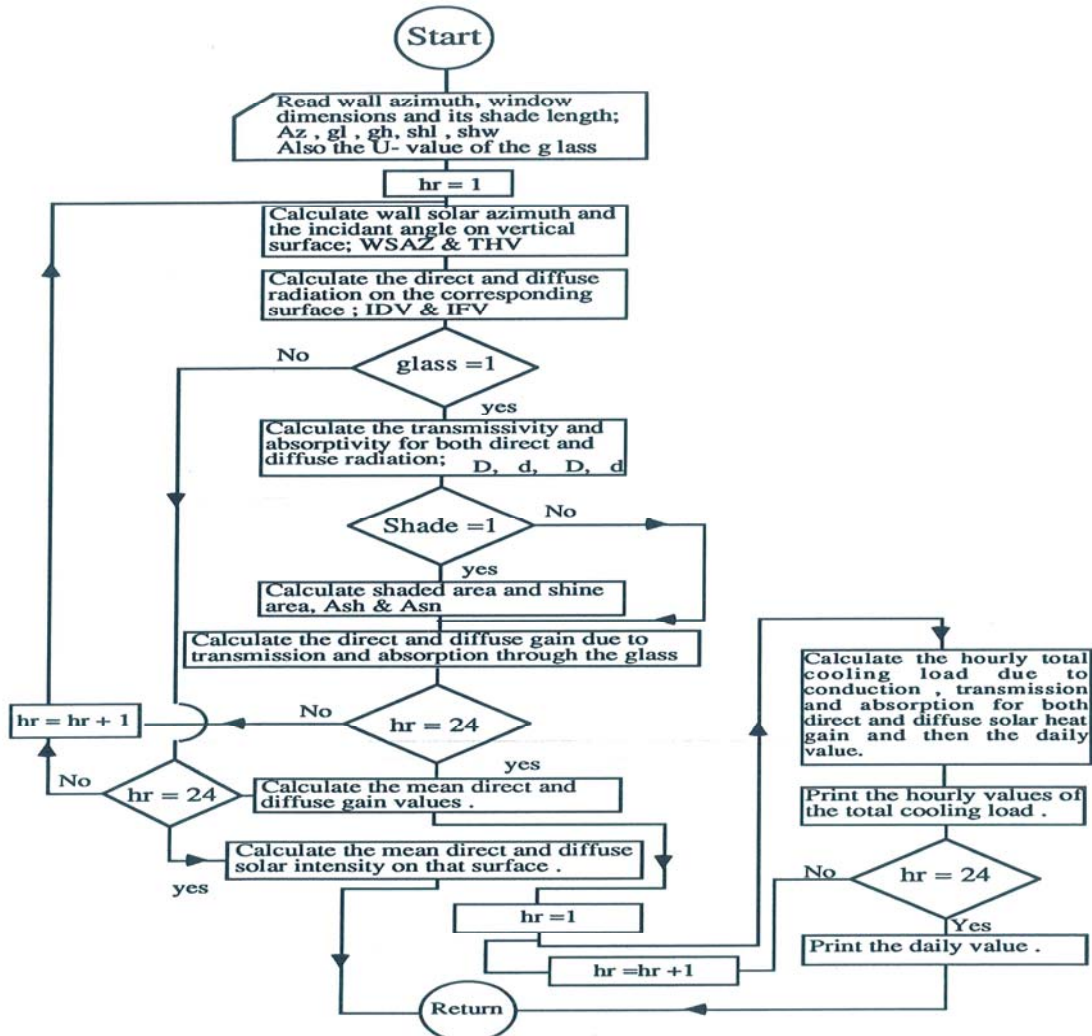 Start
Read wall azimuth, window
dimensions and its shade length;
Az , gl , gh, shl , shw
Also the U- value of the g lass
hr = 1
Calculate wall solar azimuth and
the incidant angle on vertical
surface; WSAZ & THV
Calculate the direct and diffuse
radiation on the corresponding
surface ; IDV & IFV
No
glass =1
yes
Calculate the transmissivity and
absorptivity for both direct and
diffuse radiation; D, d, D, d
Shade =1
No
yes
Calculate shaded area and shine
area, Ash & Asn
Calculate the direct and diffuse gain due to
transmission and absorption through the glass
hr = hr + 1
No
hr = 24
yes
No
hr = 24
Calculate the mean direct and
diffuse gain values .
yes
Calculate the mean direct and diffuse
solar intensity on that surface .
hr =1
hr =hr +1
Calculate the hourly total
cooling load due to
conduction , transmission
and absorption for both
direct and diffuse solar heat
gain and then the daily
value.
Print the hourly values of
the total cooling load .
No
hr = 24
Yes
Print the daily value .
Return